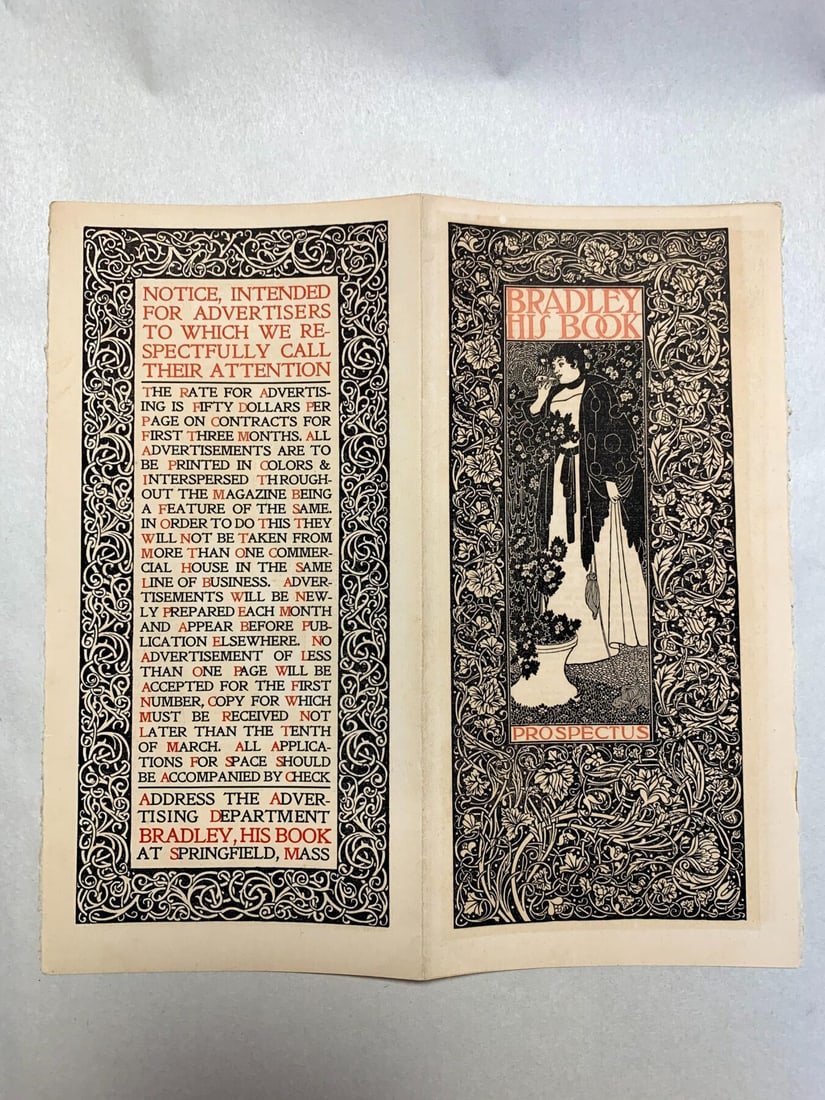 NOTICE, INTENDED
FOR ADVERTISERS
TO WHICH WE RE-
SPECTFULLY CALL
THEIR ATTENTION
THE RATE FOR ADVERTIS-
ING IS FIFTY DOLLARS PER
PAGE ON CONTRACTS FOR
FIRST THREE MONTHS. ALL
ADVERTISEMENTS ARE TO
BE PRINTED IN COLORS &
INTERSPERSED THROUGH-
OUT THE MAGAZINE BEING
A FEATURE OF THE SAME.
IN ORDER TO DO THIS THEY
WILL NOT BE TAKEN FROM
MORE THAN ONE COMMER-
CIAL HOUSE IN THE SAME
LINE OF BUSINESS. ADVER-
TISEMENTS WILL BE NEW-
LY PREPARED EACH MONTH
AND APPEAR BEFORE PUB-
LICATION ELSEWHERE. NO
ADVERTISEMENT OF LESS
THAN ONE PAGE WILL BE
ACCEPTED FOR THE FIRST
NUMBER, COPY FOR WHICH
MUST BE RECEIVED NOT
LATER THAN THE TENTH
OF MARCH. ALL APPLICA-
TIONS FOR SPACE SHOULD
BE ACCOMPANIED BY CHECK
ADDRESS THE ADVER-
TISING DEPARTMENT
BRADLEY, HIS BOOK
AT SPRINGFIELD, MASS
BRADLEY
HIS BOOK
PROSPECTUS